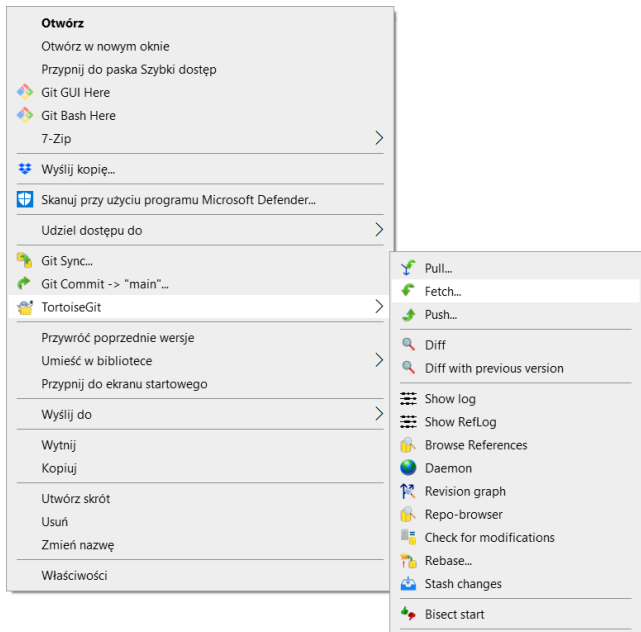 Otwórz
Otwórz w nowym oknie
Przypnij do paska Szybki dostęp
Git GUI Here
Git Bash Here
7-Zip
Wyślij kopię...
Skanuj przy użyciu programu Microsoft Defender...
Udziel dostępu do
Git Sync...
Git Commit -> "main"...
TortoiseGit
Przywróć poprzednie wersje
Umieść w bibliotece
Przypnij do ekranu startowego
Wyślij do
Wytnij
Kopiuj
Utwórz skrót
Usuń
Zmień nazwę
Właściwości
Pull...
Fetch...
Push...
Diff
Diff with previous version
Show log
Show RefLog
Browse References
Daemon
Revision graph
Repo-browser
Check for modifications
Rebase...
Stash changes
Bisect start